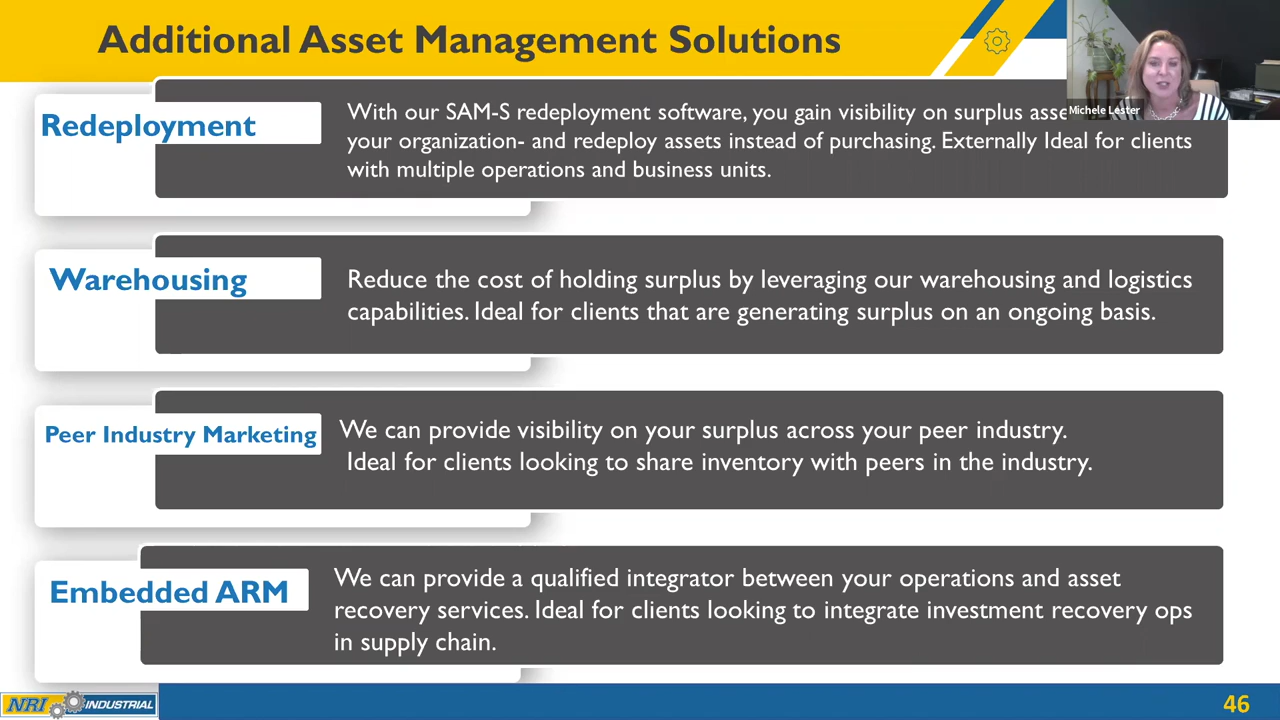 Additional Asset Management Solutions
Michele Lester
Redeployment
With our SAM-S redeployment software, you gain visibility on surplus
your organization- and redeploy assets instead of purchasing. Externally Ideal for clients
with multiple operations and business units.
Warehousing
Reduce the cost of holding surplus by leveraging our warehousing and logistics
capabilities. Ideal for clients that are generating surplus on an ongoing basis.
Peer Industry Marketing
We can provide visibility on your surplus across your peer industry.
Ideal for clients looking to share inventory with peers in the industry.
Embedded ARM
We can provide a qualified integrator between your operations and asset
recovery services. Ideal for clients looking to integrate investment recovery ops
in supply chain.
NRI INDUSTRIAL
46